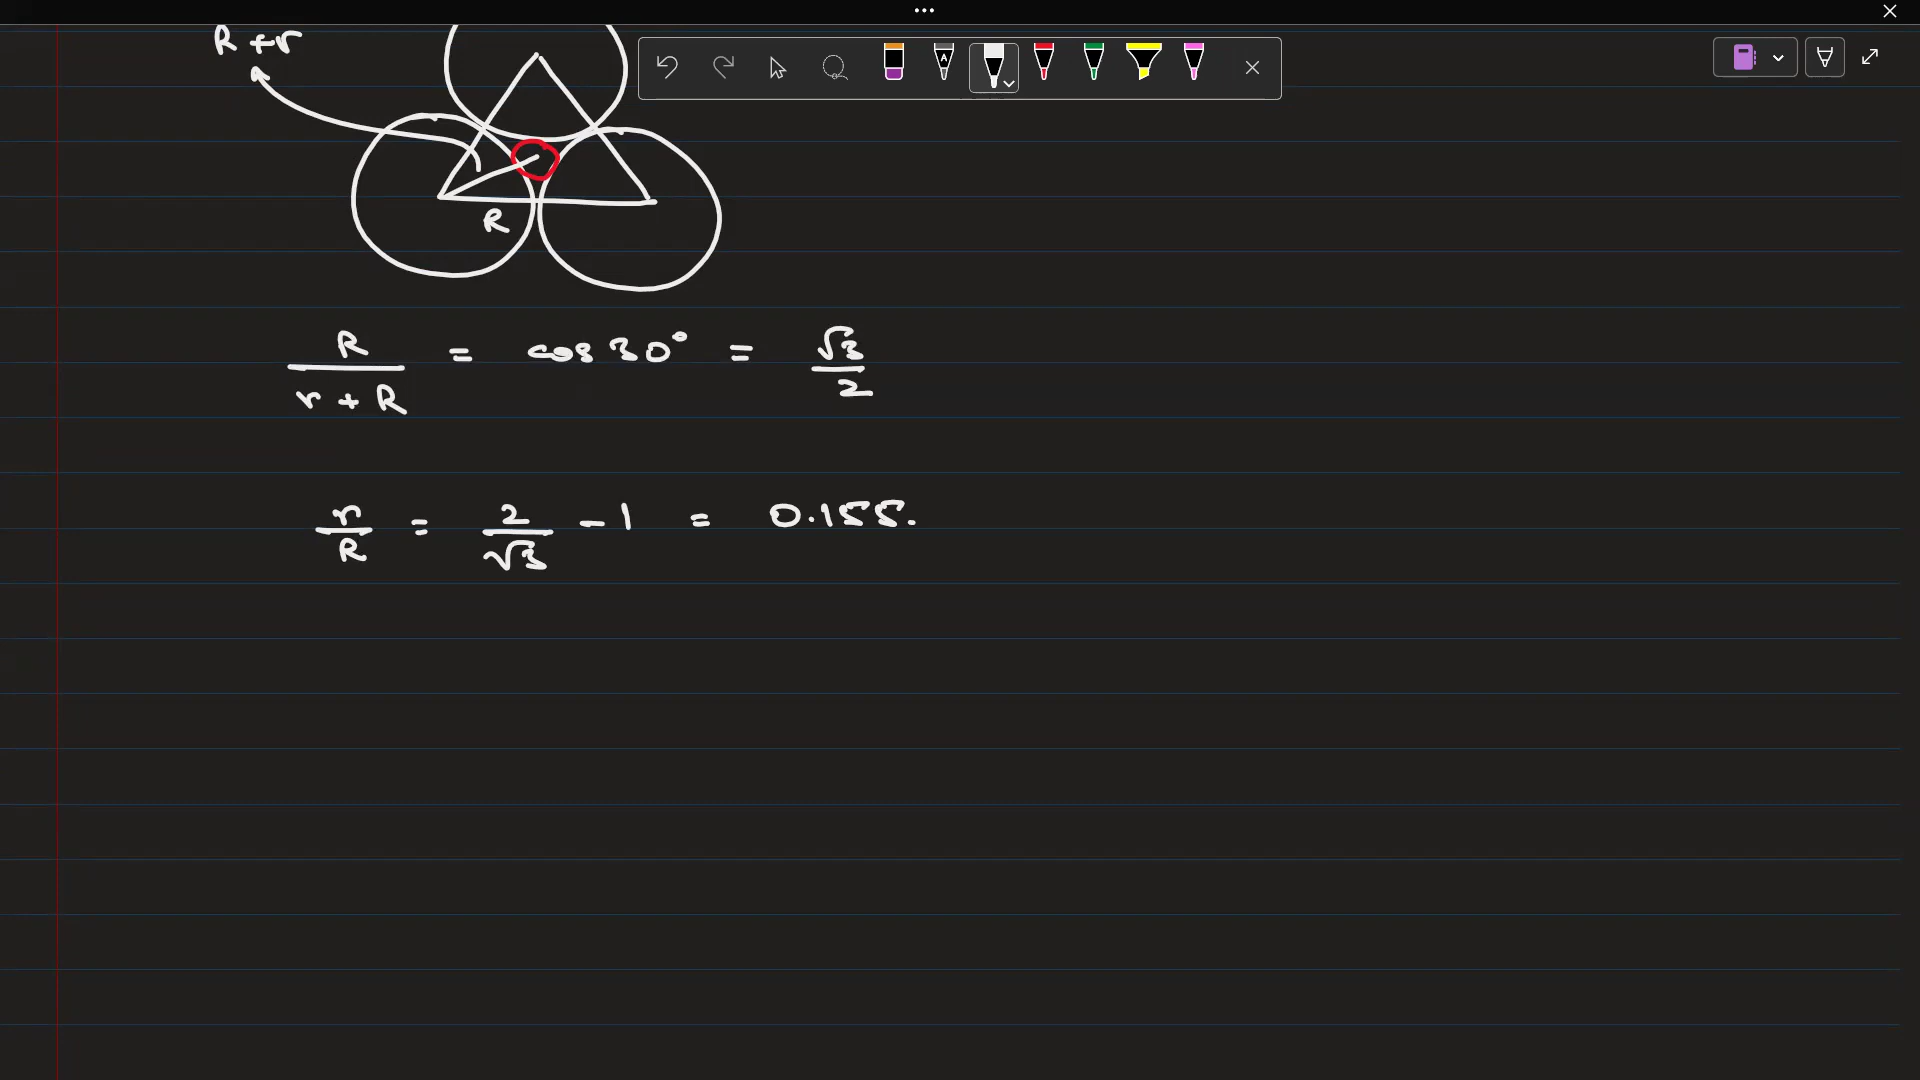 R + r
R
R / (r + R) = cos 30° = √3 / 2
r / R = 2 / √3 - 1 = 0.155.